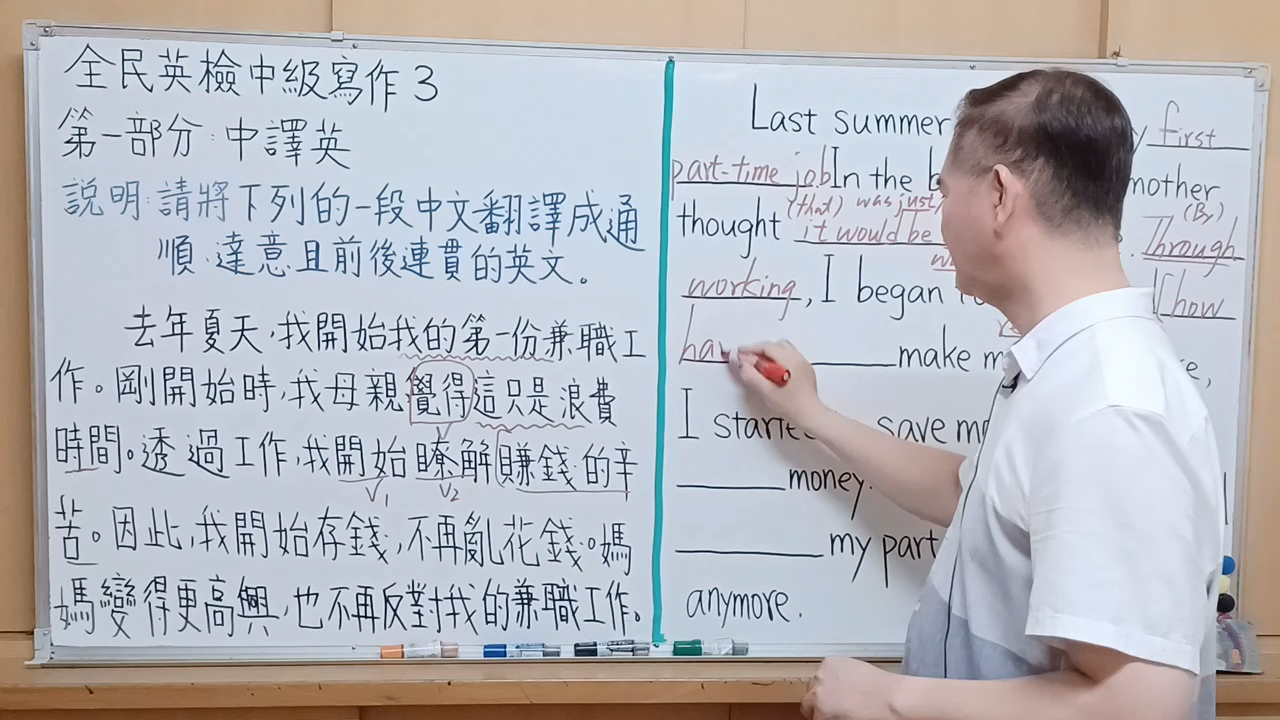 全民英檢中級寫作3
第一部分:中譯英
說明:請將下列的一段中文翻譯成通
順、達意且前後連貫的英文。
去年夏天,我開始我的第一份兼職工
作。剛開始時,我母親覺得這只是浪費
時間。透過工作,我開始瞭解賺錢的辛
苦。因此,我開始存錢,不再亂花錢。媽
媽變得更高興,也不再反對我的兼職工作。
V1 V2
Last summer first
part-time job In the mother
thought (that) was just
it would be (By) Through
working, I began how
ha make
I save
money.
my part
anymore.